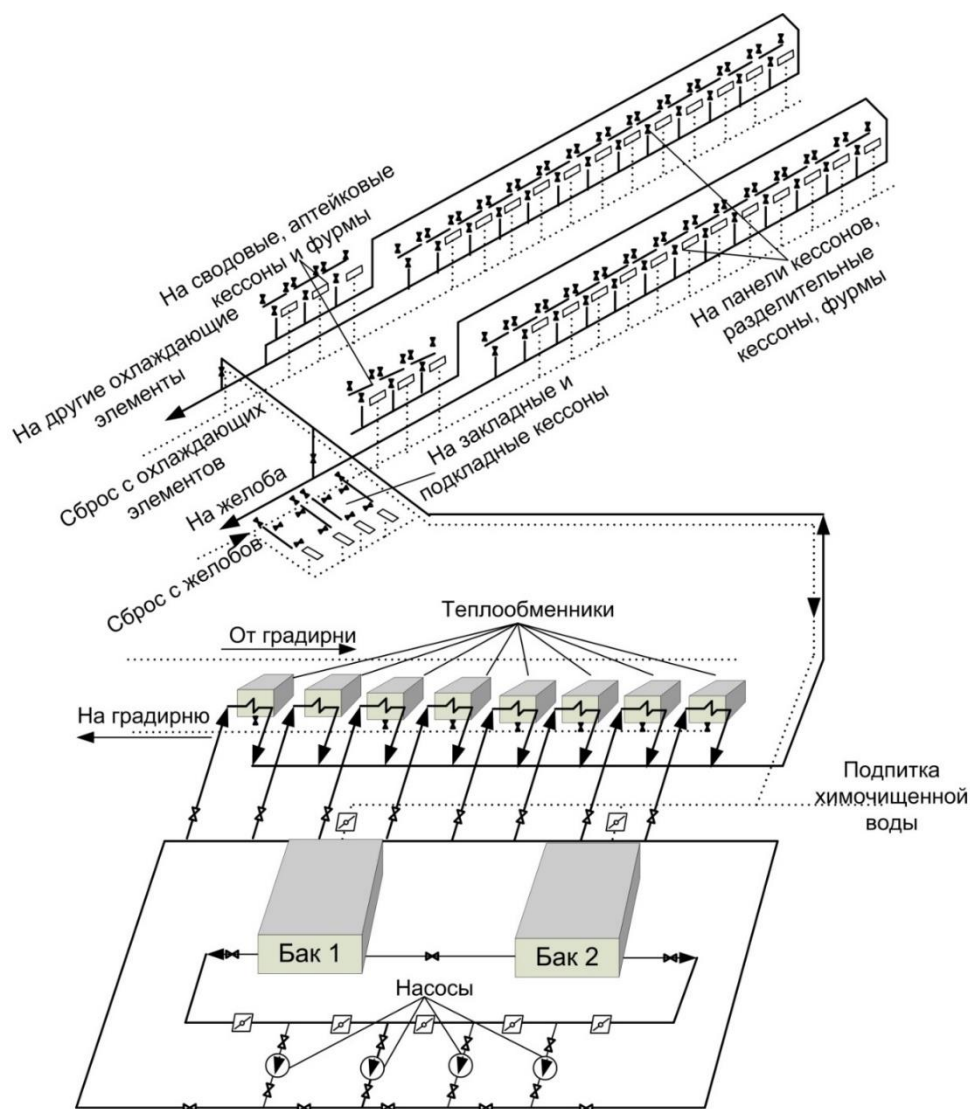 На сводовые, аптейковые
кессоны и фурмы
На другие охлаждающие
элементы
На панели кессонов,
разделительные
кессоны, фурмы
Сброс с охлаждающих
элементов
На закладные и
подкладные кессоны
На желоба
Сброс с желобов
Теплообменники
От градирни
На градирню
Подпитка
химочищенной
воды
Бак 1
Бак 2
Насосы